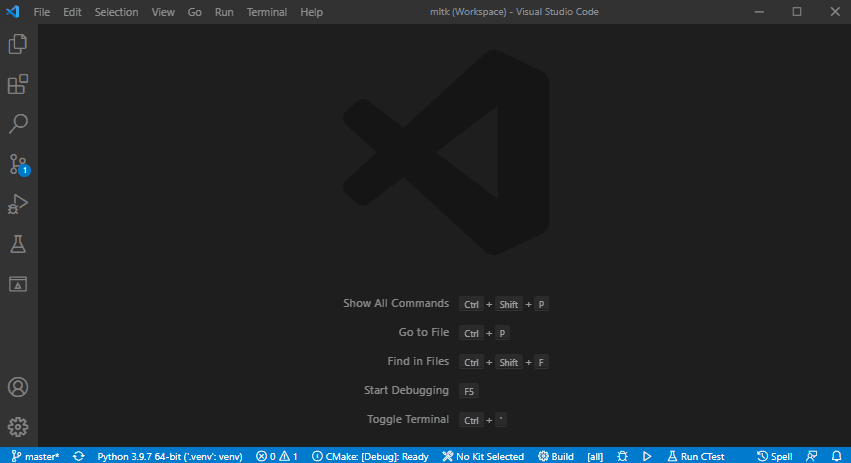 File Edit Selection View Go Run Terminal Help mltk (Workspace) - Visual Studio Code
1
Show All Commands Ctrl + Shift + P
Go to File Ctrl + P
Find in Files Ctrl + Shift + F
Start Debugging F5
Toggle Terminal Ctrl + `
master* Python 3.9.7 64-bit ('.venv': venv) 0 1 CMake: [Debug]: Ready No Kit Selected Build [all] Run CTest Spell